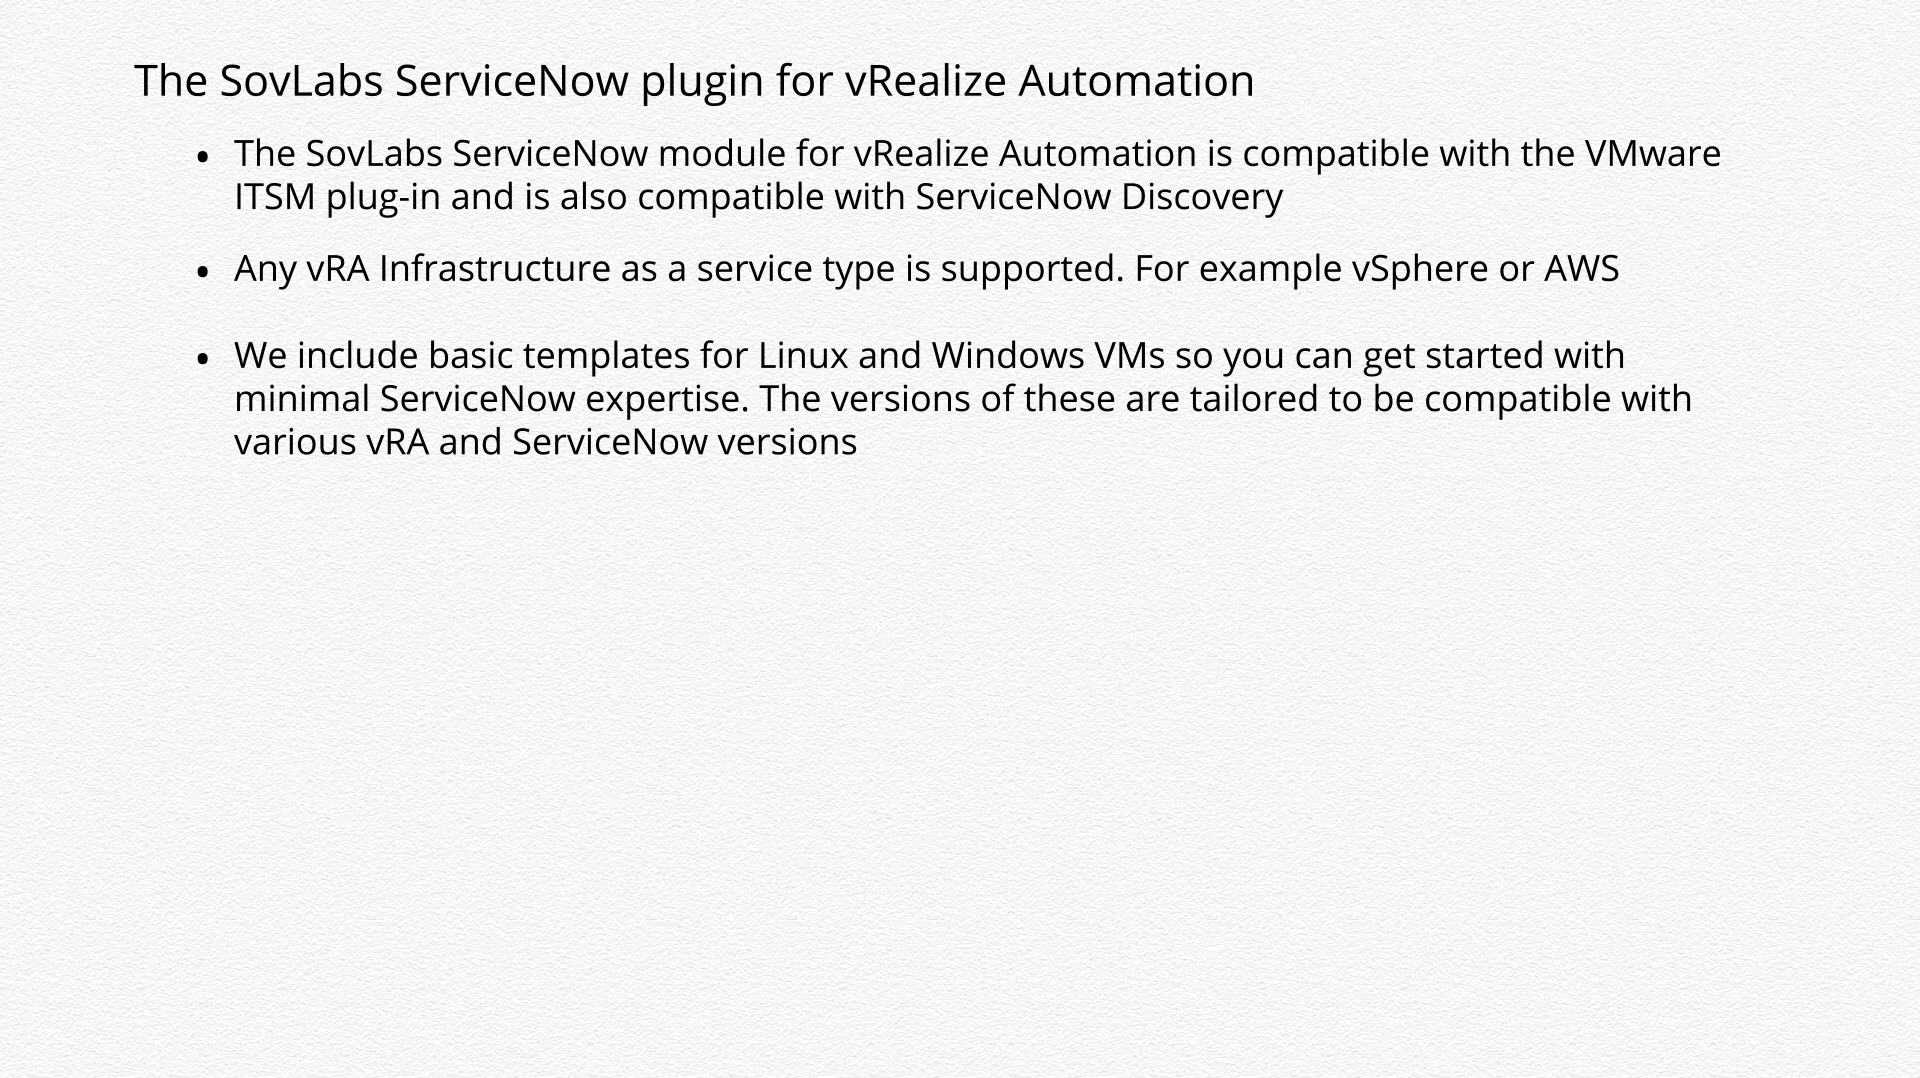 The SovLabs ServiceNow plugin for vRealize Automation
• The SovLabs ServiceNow module for vRealize Automation is compatible with the VMware
ITSM plug-in and is also compatible with ServiceNow Discovery
• Any vRA Infrastructure as a service type is supported. For example vSphere or AWS
• We include basic templates for Linux and Windows VMs so you can get started with
minimal ServiceNow expertise. The versions of these are tailored to be compatible with
various vRA and ServiceNow versions